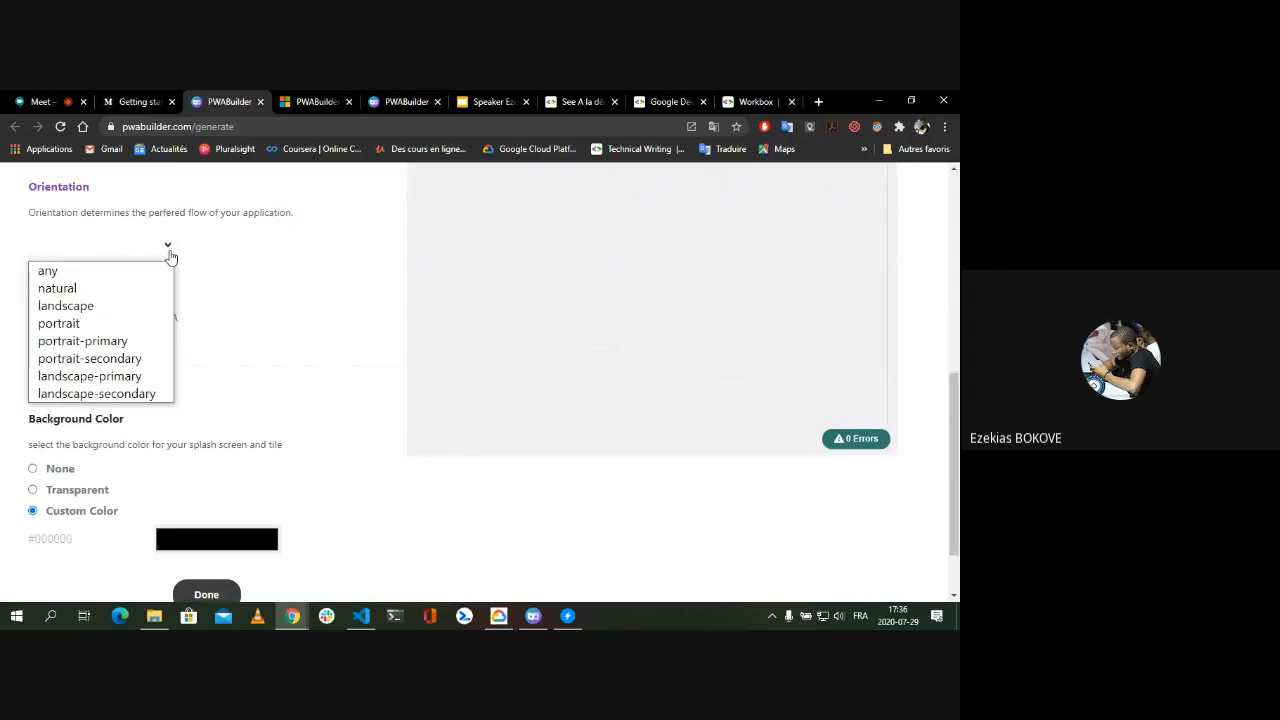 Meet –
Getting sta
PWABuilder
PWABuilde
PWABuilder
Speaker Eze
See A la dé
Google Dev
Workbox |
pwabuilder.com/generate
Applications
Gmail
Actualités
Pluralsight
Coursera | Online C...
Des cours en ligne...
Google Cloud Platf...
Technical Writing |...
Traduire
Maps
»
Autres favoris
Orientation
Orientation determines the perfered flow of your application.
any
natural
landscape
portrait
portrait-primary
portrait-secondary
landscape-primary
landscape-secondary
Background Color
select the background color for your splash screen and tile
None
Transparent
Custom Color
#000000
Done
0 Errors
Ezekias BOKOVE
FRA
17:36
2020-07-29